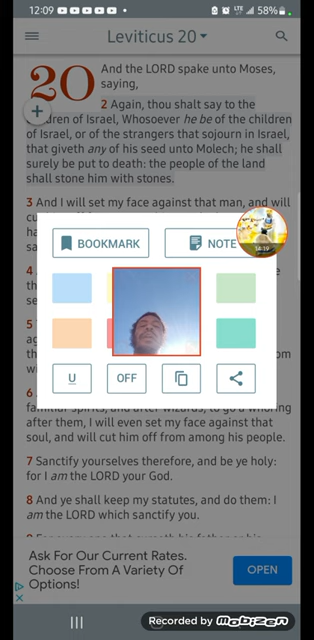 12:09
LTE
58%
Leviticus 20
20
And the LORD spake unto Moses,
saying,
2 Again, thou shalt say to the
dren of Israel, Whosoever he be of the children
of Israel, or of the strangers that sojourn in Israel,
that giveth any of his seed unto Molech; he shall
surely be put to death: the people of the land
shall stone him with stones.
3 And I will set my face against that man, and will
BOOKMARK
NOTE
14:19
4
5
U
OFF
6
familiar spirits, and after wizards, to go a whoring
after them, I will even set my face against that
soul, and will cut him off from among his people.
7 Sanctify yourselves therefore, and be ye holy:
for I am the LORD your God.
8 And ye shall keep my statutes, and do them: I
am the LORD which sanctify you.
Ask For Our Current Rates.
Choose From A Variety Of
Options!
OPEN
Recorded by Mobizen